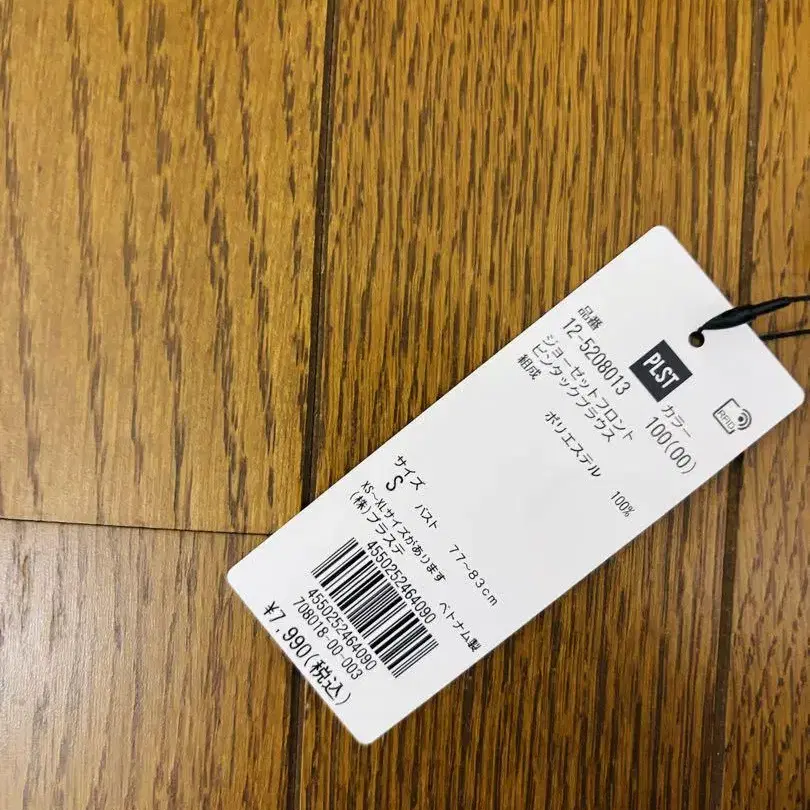 品番
12-5208013
PLST
カラー
100(00)
RFID
ジョーゼットフロント
ピンタックブラウス
組成
ポリエステル 100%
サイズ
S
バスト 77~83cm
XS~XLサイズがあります
(株)プラステ ベトナム製
4550252464090
4550252464090
708018-00-003
¥7,990(税込)